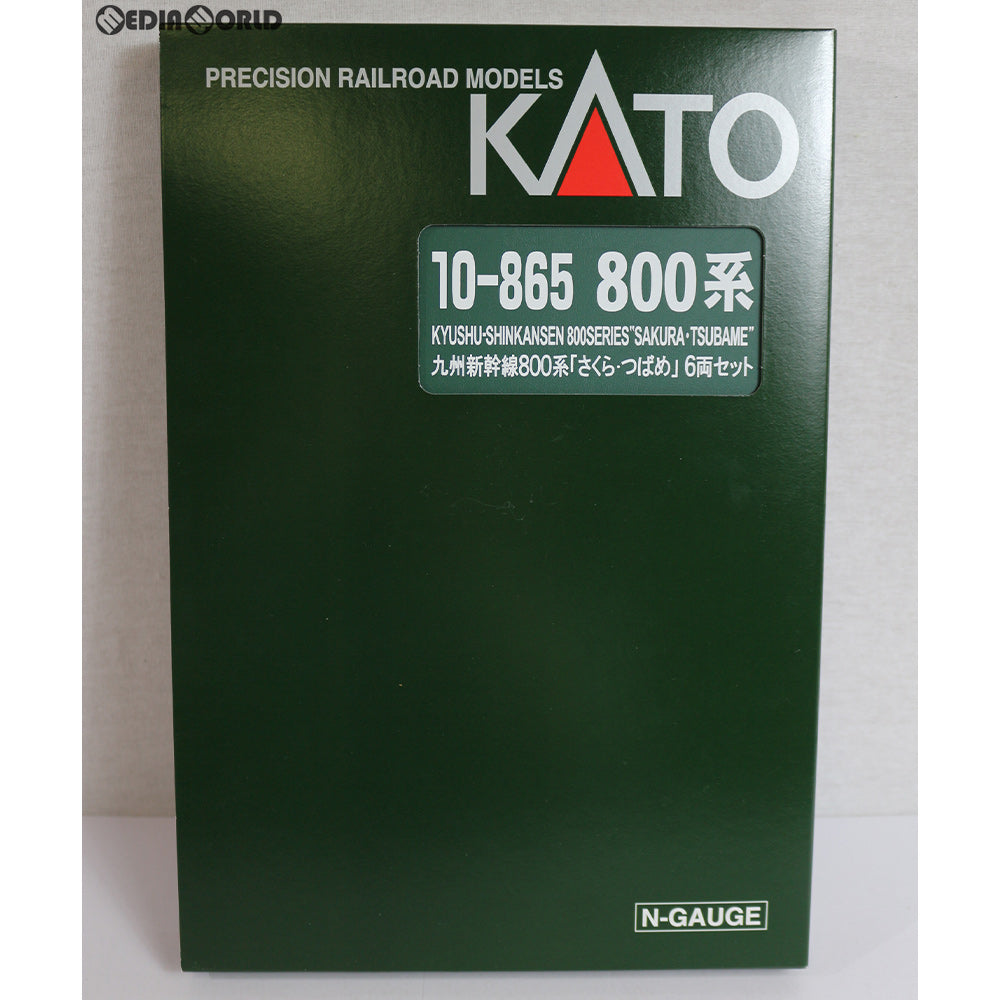 MEDIAWORLD
PRECISION RAILROAD MODELS
KATO
10-865 800系
KYUSHU-SHINKANSEN 800SERIES"SAKURA・TSUBAME"
九州新幹線800系「さくら・つばめ」6両セット
N-GAUGE